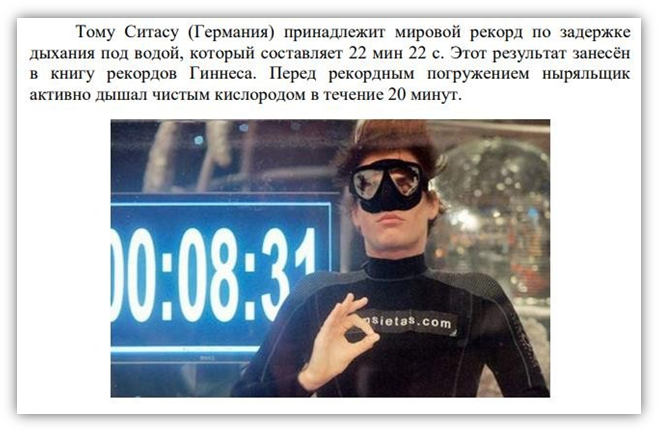 Тому Ситасу (Германия) принадлежит мировой рекорд по задержке
дыхания под водой, который составляет 22 мин 22 с. Этот результат занесён
в книгу рекордов Гиннеса. Перед рекордным погружением ныряльщик
активно дышал чистым кислородом в течение 20 минут.
00:08:31
sietas.com